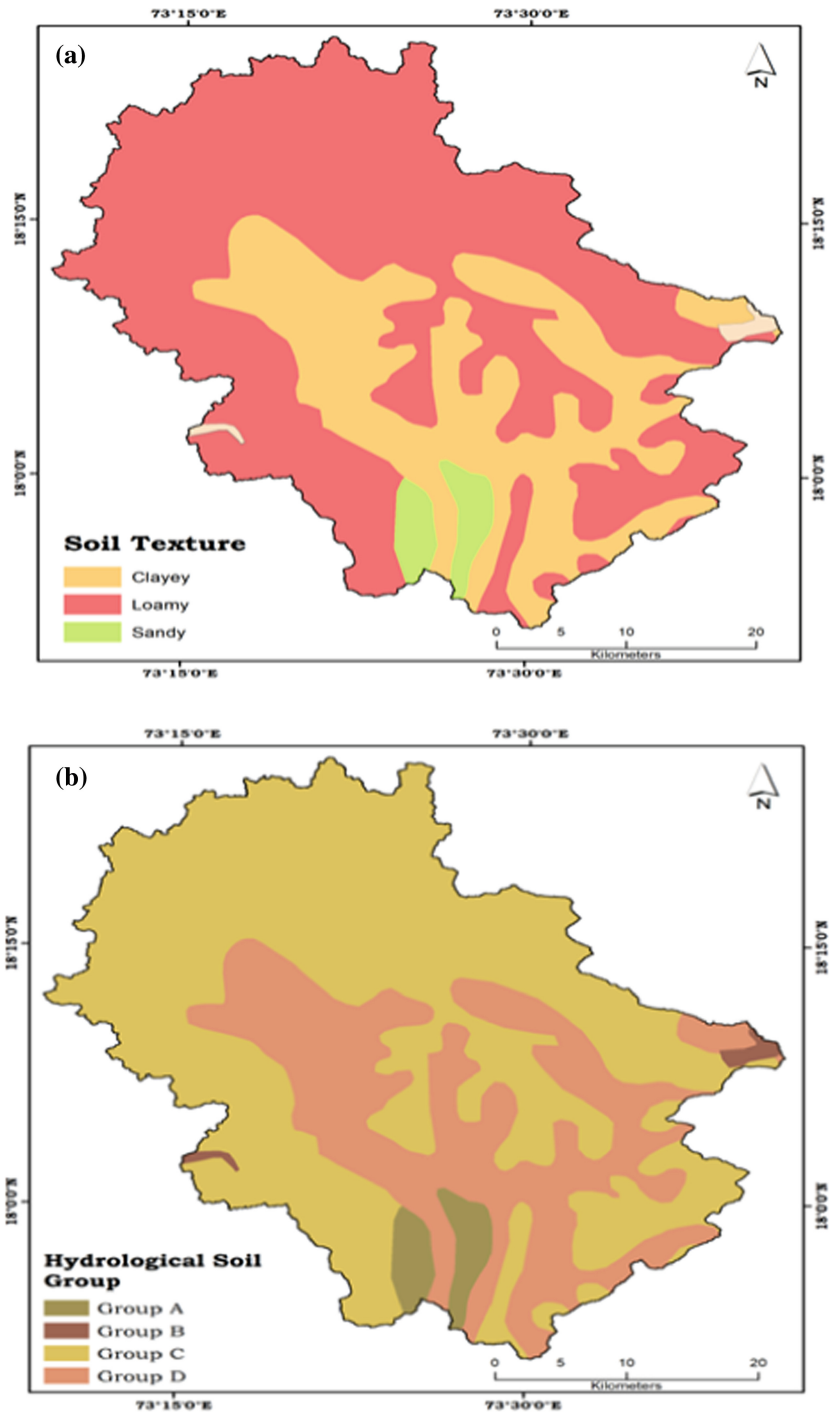 73°15'0"E 73°30'0"E
(a)
N
18°15'0"N 18°15'0"N
18°0'0"N 18°0'0"N
Soil Texture
Clayey
Loamy
Sandy
0 5 10 20
Kilometers
73°15'0"E 73°30'0"E
73°15'0"E 73°30'0"E
(b)
N
18°15'0"N 18°15'0"N
18°0'0"N 18°0'0"N
Hydrological Soil
Group
Group A
Group B
Group C
Group D
0 5 10 20
Kilometers
73°15'0"E 73°30'0"E